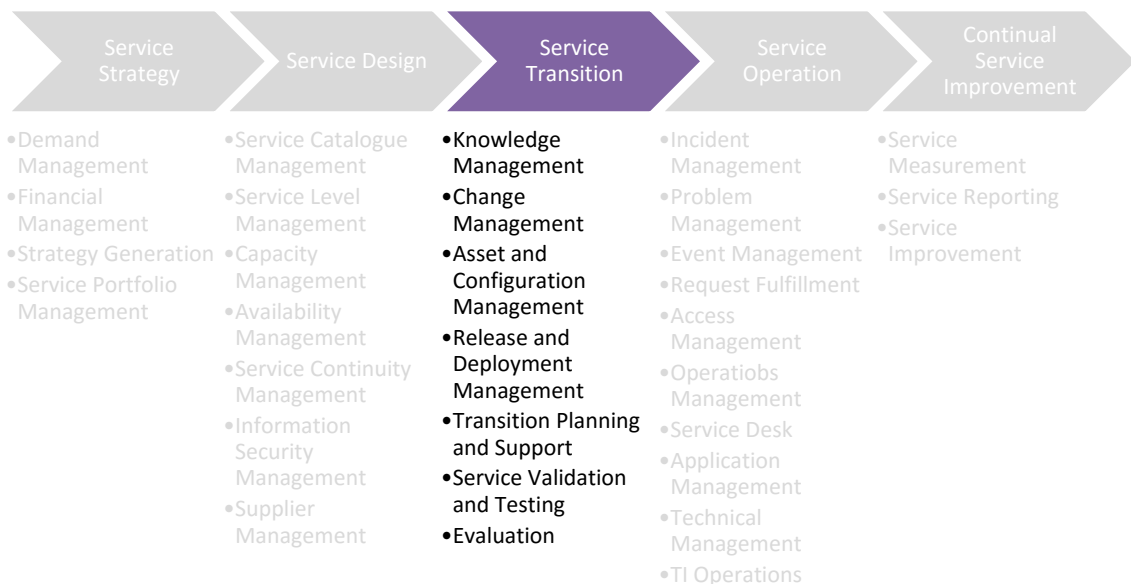 Service
Strategy
Service Design
Service
Transition
Service
Operation
Continual
Service
Improvement
•Demand
Management
•Financial
Management
•Strategy Generation
•Service Portfolio
Management
•Service Catalogue
Management
•Service Level
Management
•Capacity
Management
•Availability
Management
•Service Continuity
Management
•Information
Security
Management
•Supplier
Management
•Knowledge
Management
•Change
Management
•Asset and
Configuration
Management
•Release and
Deployment
Management
•Transition Planning
and Support
•Service Validation
and Testing
•Evaluation
•Incident
Management
•Problem
Management
•Event Management
•Request Fulfillment
•Access
Management
•Operatiobs
Management
•Service Desk
•Application
Management
•Technical
Management
•TI Operations
•Service
Measurement
•Service Reporting
•Service
Improvement